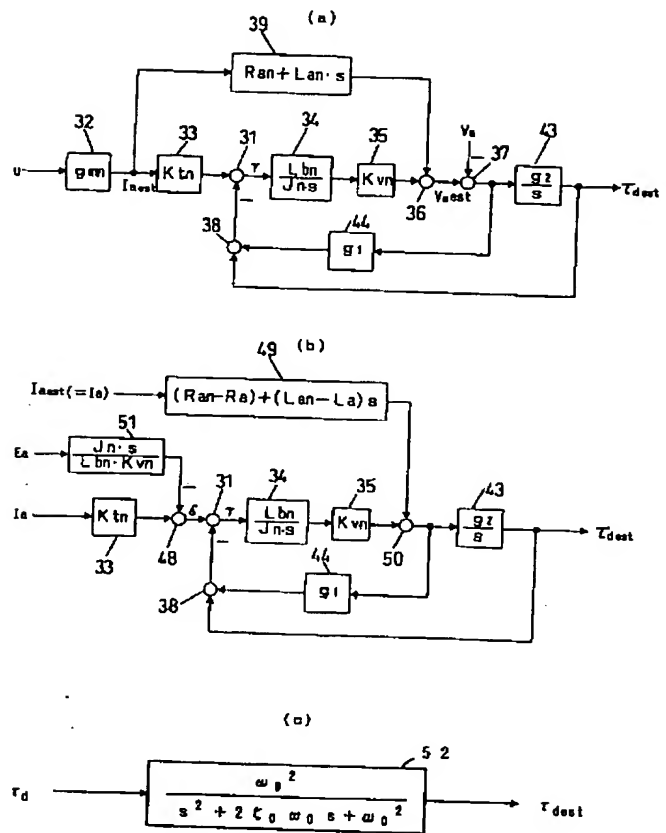 (a)
39
Ran+Lan·s
32
33
31
34
35
Va
37
43
u
gm
Iaest
Ktn
τ
Lbn
Jn·s
Kvn
36
Vaest
g2
s
τdest
38
44
g1
(b)
49
Iaest(=Ia)
(Ran-Ra)+(Lan-La)s
51
Ea
Jn·s
Lbn·Kvn
31
34
35
43
Ia
Ktn
δ
τ
Lbn
Jn·s
Kvn
g2
s
τdest
33
48
50
44
38
g1
52
τd
ω0²
s²+2ζ0 ω0 s+ω0²
τdest